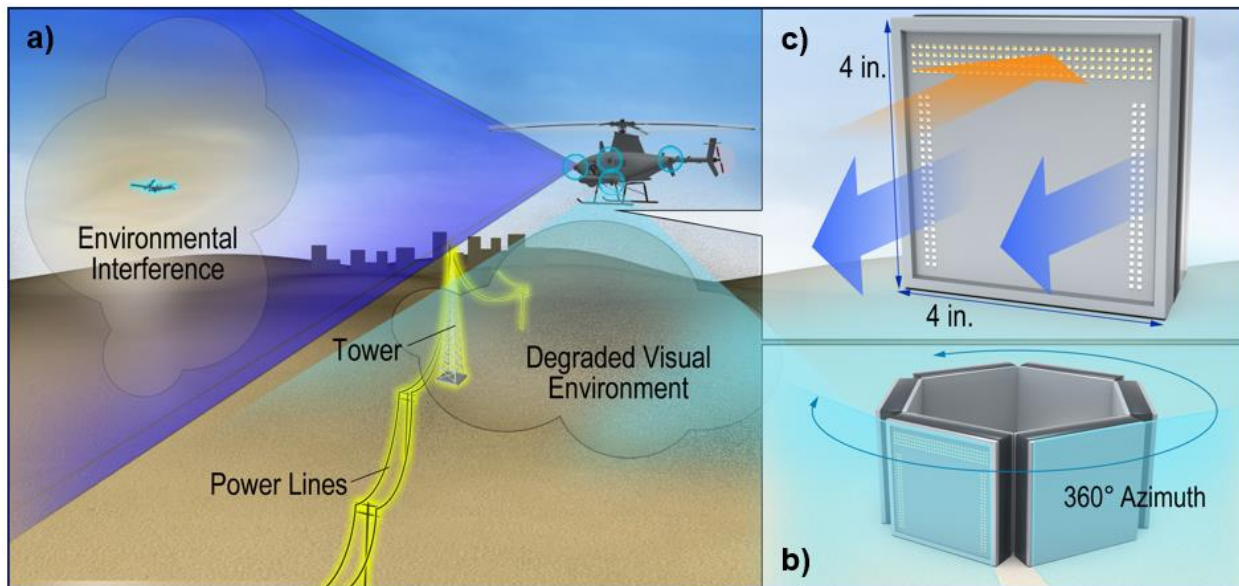 a)
Environmental
Interference
Tower
Degraded Visual
Environment
Power Lines
c)
4 in.
4 in.
360° Azimuth
b)